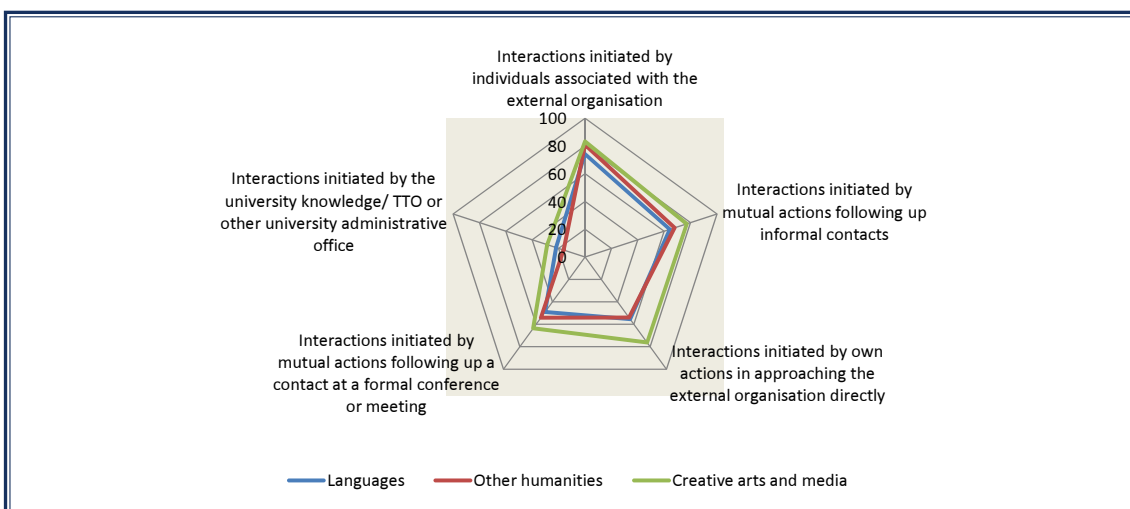 Interactions initiated by
individuals associated with the
external organisation
100
80
60
40
20
0
Interactions initiated by
mutual actions following up
informal contacts
Interactions initiated by own
actions in approaching the
external organisation directly
Interactions initiated by
mutual actions following up a
contact at a formal conference
or meeting
Interactions initiated by the
university knowledge/ TTO or
other university administrative
office
Languages
Other humanities
Creative arts and media